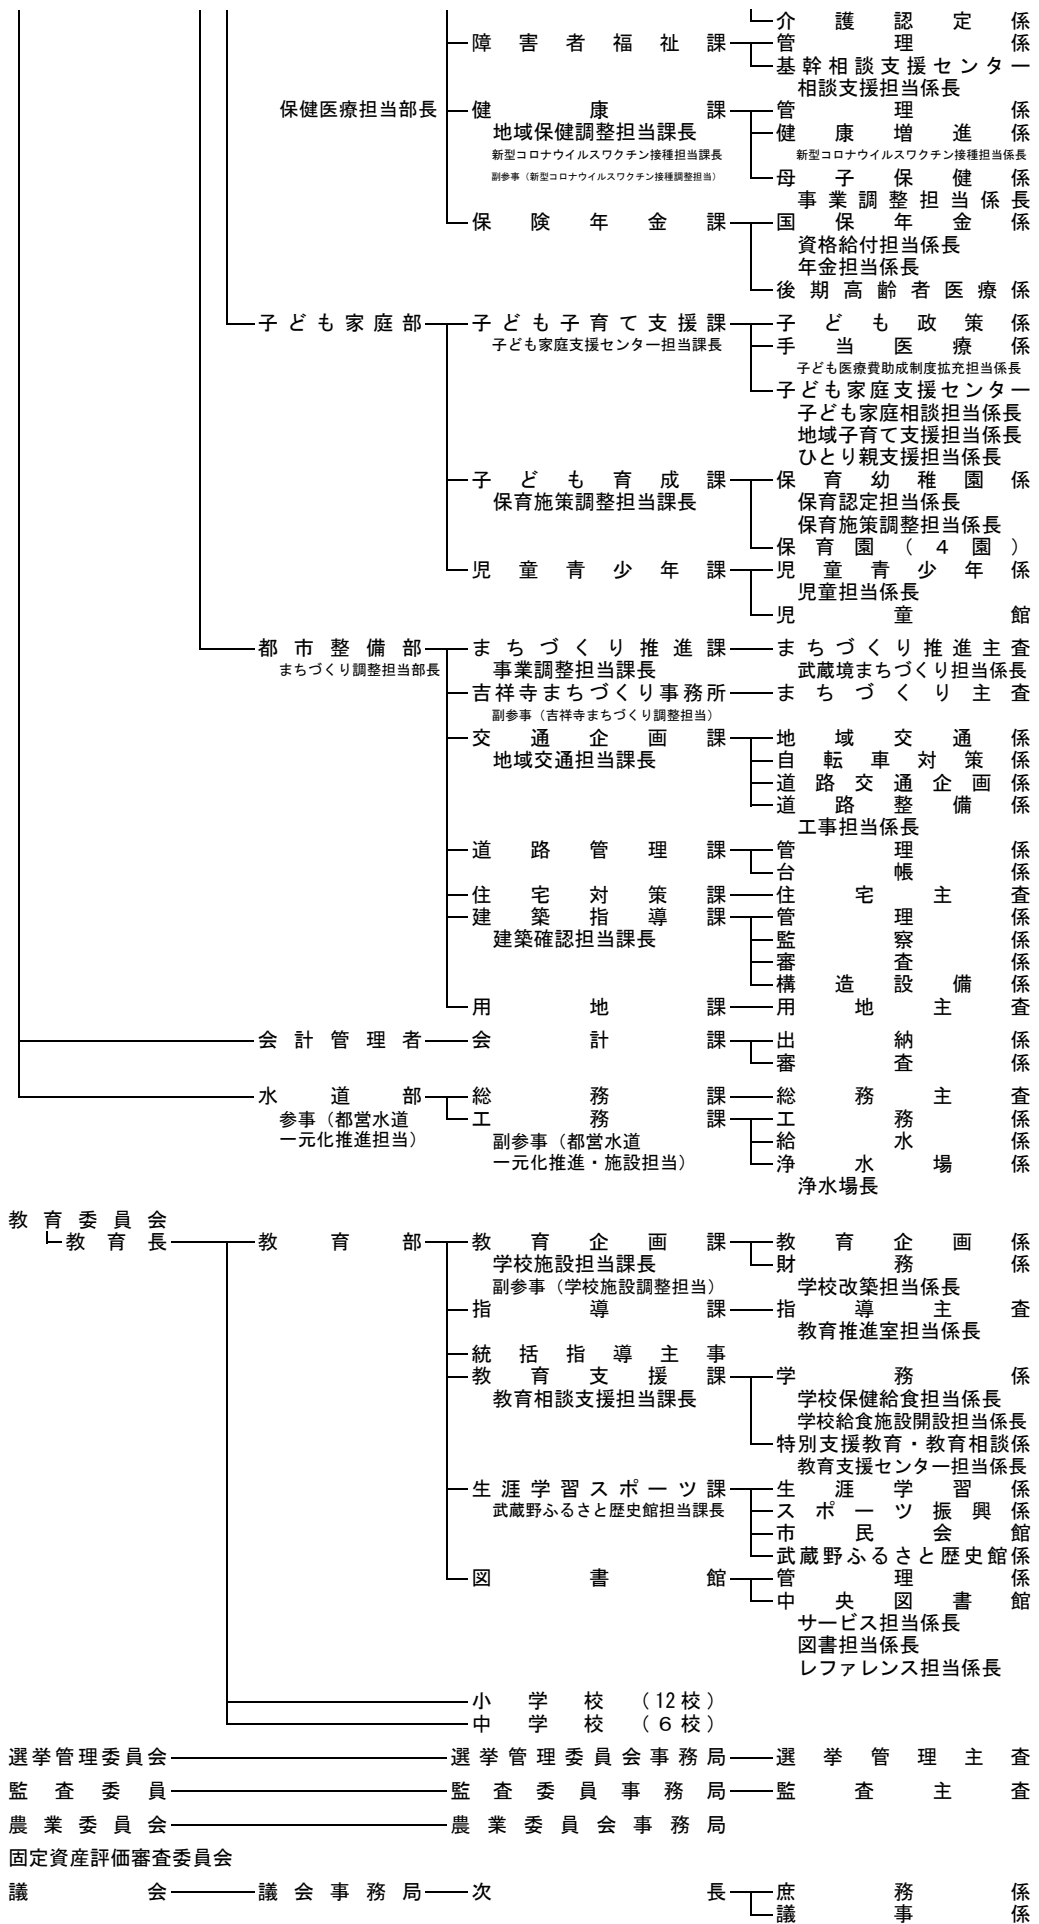 介護認定係
障害者福祉課 管理係
基幹相談支援センター
相談支援担当係長
保健医療担当部長 健康課 管理係
地域保健調整担当課長 健康増進係
新型コロナウイルスワクチン接種担当課長 新型コロナウイルスワクチン接種担当係長
副参事（新型コロナウイルスワクチン接種調整担当） 母子保健係
事業調整担当係長
保険年金課 国保年金係
資格給付担当係長
年金担当係長
後期高齢者医療係
子ども家庭部 子ども子育て支援課 子ども政策係
子ども家庭支援センター担当課長 手当医療係
子ども医療費助成制度拡充担当係長
子ども家庭支援センター
子ども家庭相談担当係長
地域子育て支援担当係長
ひとり親支援担当係長
子ども育成課 保育幼稚園係
保育施策調整担当課長 保育認定担当係長
保育施策調整担当係長
保育園（４園）
児童青少年課 児童青少年係
児童担当係長
児童館
都市整備部 まちづくり推進課 まちづくり推進主査
まちづくり調整担当部長 事業調整担当課長 武蔵境まちづくり担当係長
吉祥寺まちづくり事務所 まちづくり主査
副参事（吉祥寺まちづくり調整担当）
交通企画課 地域交通係
地域交通担当課長 自転車対策係
道路交通企画係
道路整備係
工事担当係長
道路管理課 管理係
台帳係
住宅対策課 住宅主査
建築指導課 管理係
建築確認担当課長 監察係
審査係
構造設備係
用地課 用地主査
会計管理者 会計課 出納係
審査係
水道部 総務課 総務主査
参事（都営水道 工務課 工務係
一元化推進担当） 副参事（都営水道 給水係
一元化推進・施設担当） 浄水場係
浄水場長
教育委員会
教育長 教育部 教育企画課 教育企画係
学校施設担当課長 財務係
副参事（学校施設調整担当） 学校改築担当係長
指導課 指導主査
教育推進室担当係長
統括指導主事
教育支援課 学務係
教育相談支援担当課長 学校保健給食担当係長
学校給食施設開設担当係長
特別支援教育・教育相談係
教育支援センター担当係長
生涯学習スポーツ課 生涯学習係
武蔵野ふるさと歴史館担当課長 スポーツ振興係
市民会館
武蔵野ふるさと歴史館係
図書館 管理係
中央図書館
サービス担当係長
図書担当係長
レファレンス担当係長
小学校（12校）
中学校（６校）
選挙管理委員会 選挙管理委員会事務局 選挙管理主査
監査委員 監査委員事務局 監査主査
農業委員会 農業委員会事務局
固定資産評価審査委員会
議会 議会事務局 次長 庶務係
議事係